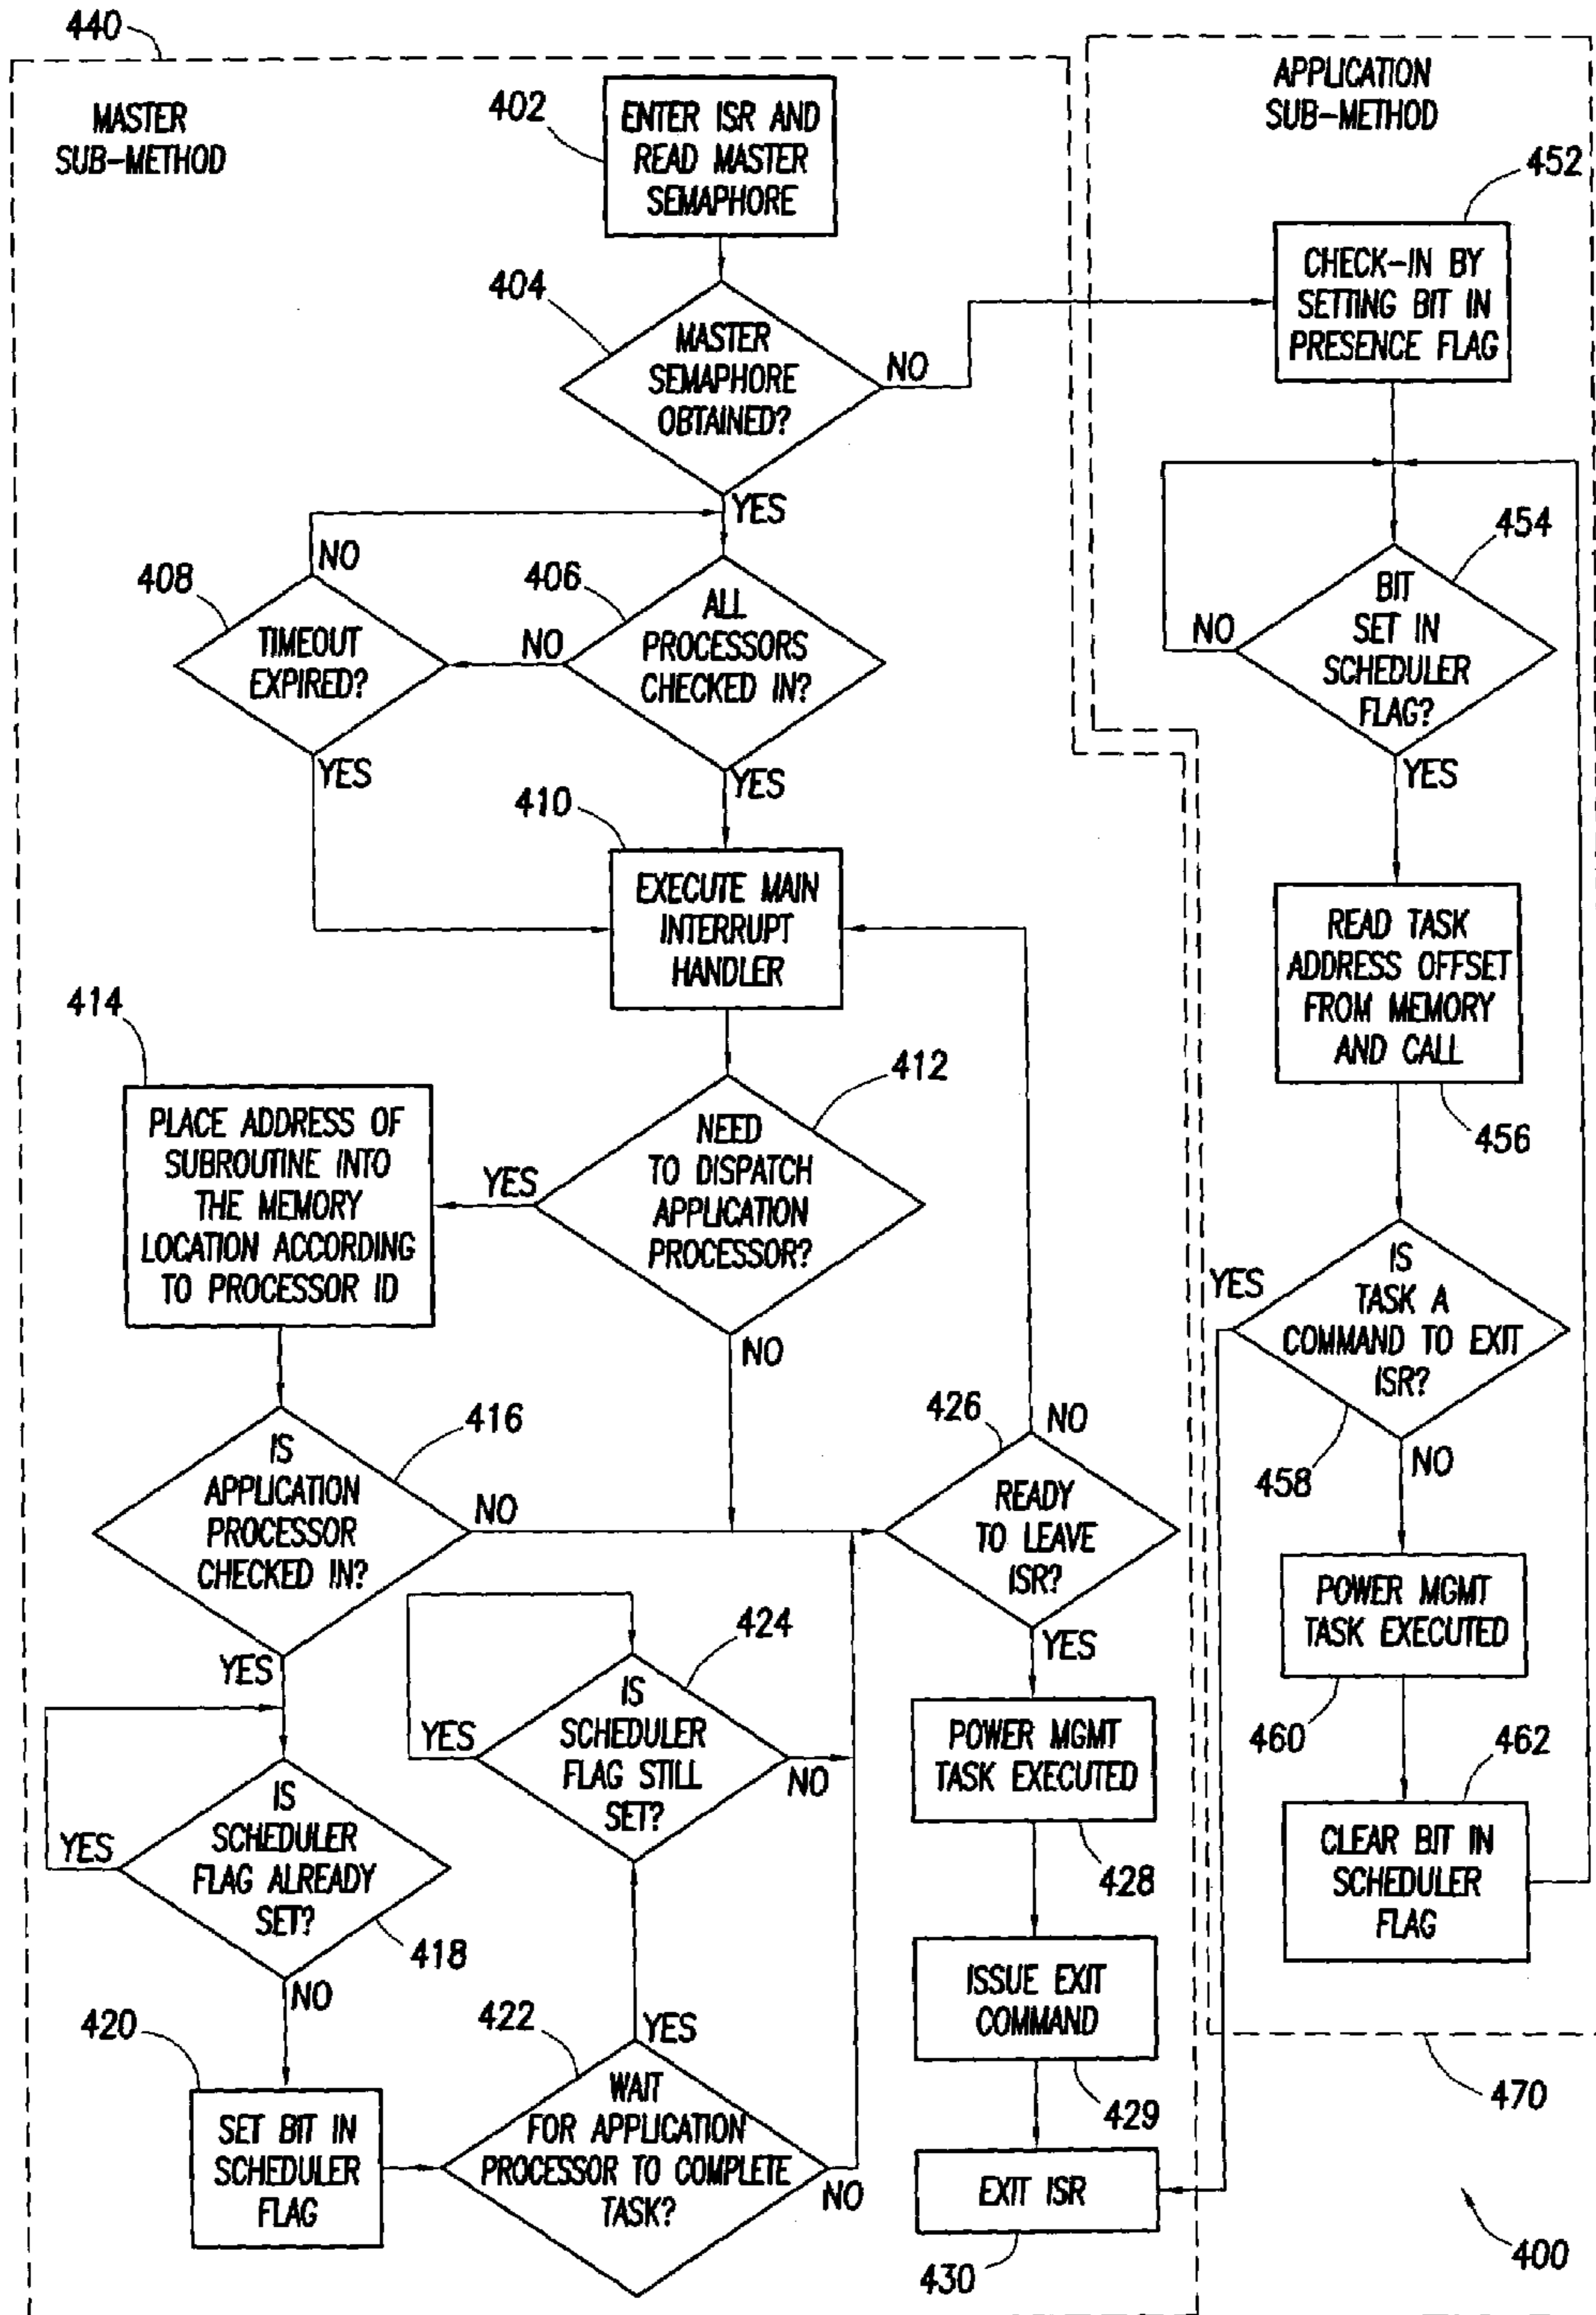 440
MASTER
SUB-METHOD
402
ENTER ISR AND
READ MASTER
SEMAPHORE
404
MASTER
SEMAPHORE
OBTAINED?
NO
YES
408
NO
TIMEOUT
EXPIRED?
YES
406
ALL
PROCESSORS
CHECKED IN?
NO
YES
410
EXECUTE MAIN
INTERRUPT
HANDLER
412
NEED
TO DISPATCH
APPLICATION
PROCESSOR?
YES
NO
414
PLACE ADDRESS OF
SUBROUTINE INTO
THE MEMORY
LOCATION ACCORDING
TO PROCESSOR ID
416
IS
APPLICATION
PROCESSOR
CHECKED IN?
NO
YES
IS
SCHEDULER
FLAG ALREADY
SET?
YES
418
NO
420
SET BIT IN
SCHEDULER
FLAG
422
WAIT
FOR APPLICATION
PROCESSOR TO COMPLETE
TASK?
YES
NO
424
IS
SCHEDULER
FLAG STILL
SET?
YES
NO
426
NO
READY
TO LEAVE
ISR?
YES
POWER MGMT
TASK EXECUTED
428
ISSUE EXIT
COMMAND
429
EXIT ISR
430
APPLICATION
SUB-METHOD
452
CHECK-IN BY
SETTING BIT IN
PRESENCE FLAG
454
BIT
SET IN
SCHEDULER
FLAG?
NO
YES
READ TASK
ADDRESS OFFSET
FROM MEMORY
AND CALL
456
IS
TASK A
COMMAND TO EXIT
ISR?
YES
458
NO
POWER MGMT
TASK EXECUTED
460
462
CLEAR BIT IN
SCHEDULER
FLAG
470
400